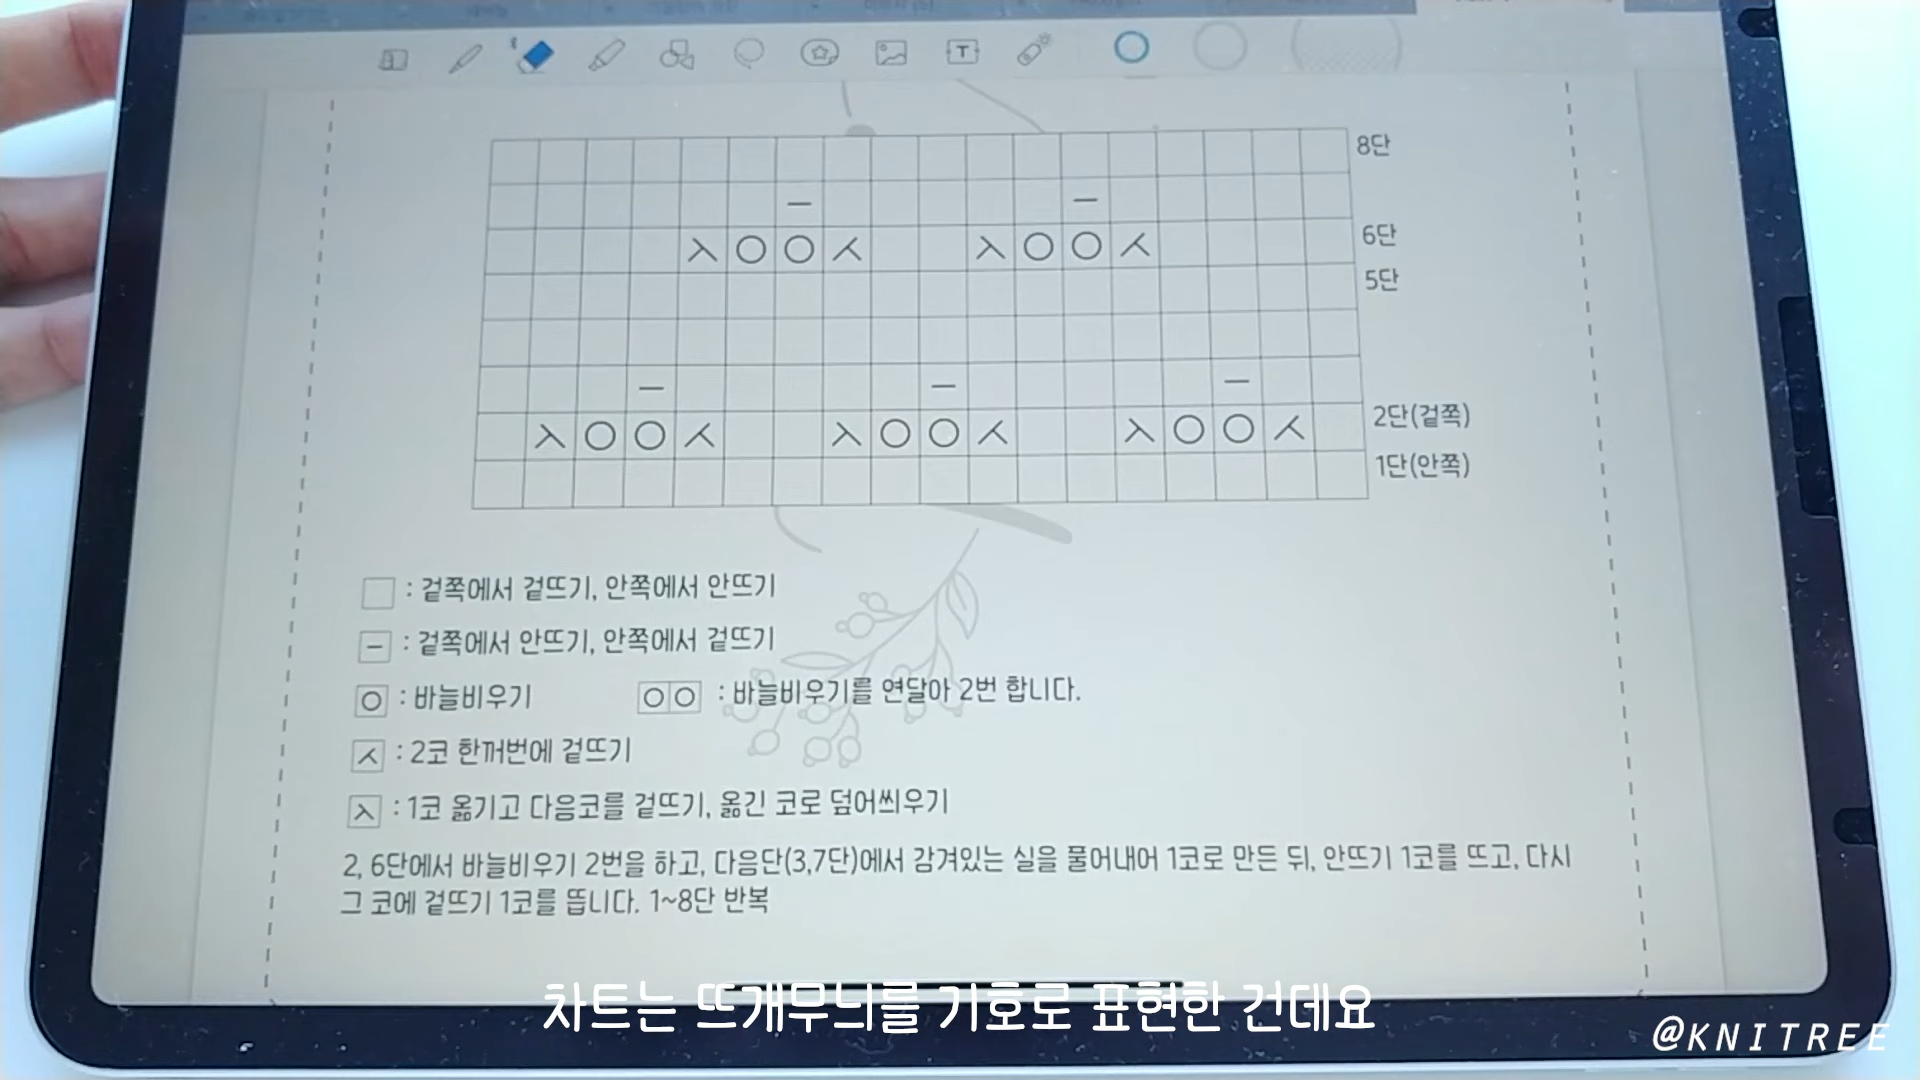 8단
6단
5단
2단(겉쪽)
1단(안쪽)
: 겉쪽에서 겉뜨기, 안쪽에서 안뜨기
: 겉쪽에서 안뜨기, 안쪽에서 겉뜨기
: 바늘비우기
: 바늘비우기를 연달아 2번 합니다.
: 2코 한꺼번에 겉뜨기
: 1코 옮기고 다음코를 겉뜨기, 옮긴 코로 덮어씌우기
2, 6단에서 바늘비우기 2번을 하고, 다음단(3,7단)에서 감겨있는 실을 풀어내어 1코로 만든 뒤, 안뜨기 1코를 뜨고, 다시
그 코에 겉뜨기 1코를 뜹니다. 1~8단 반복
차트는 뜨개무늬를 기호로 표현한 건데요
@KNITREE